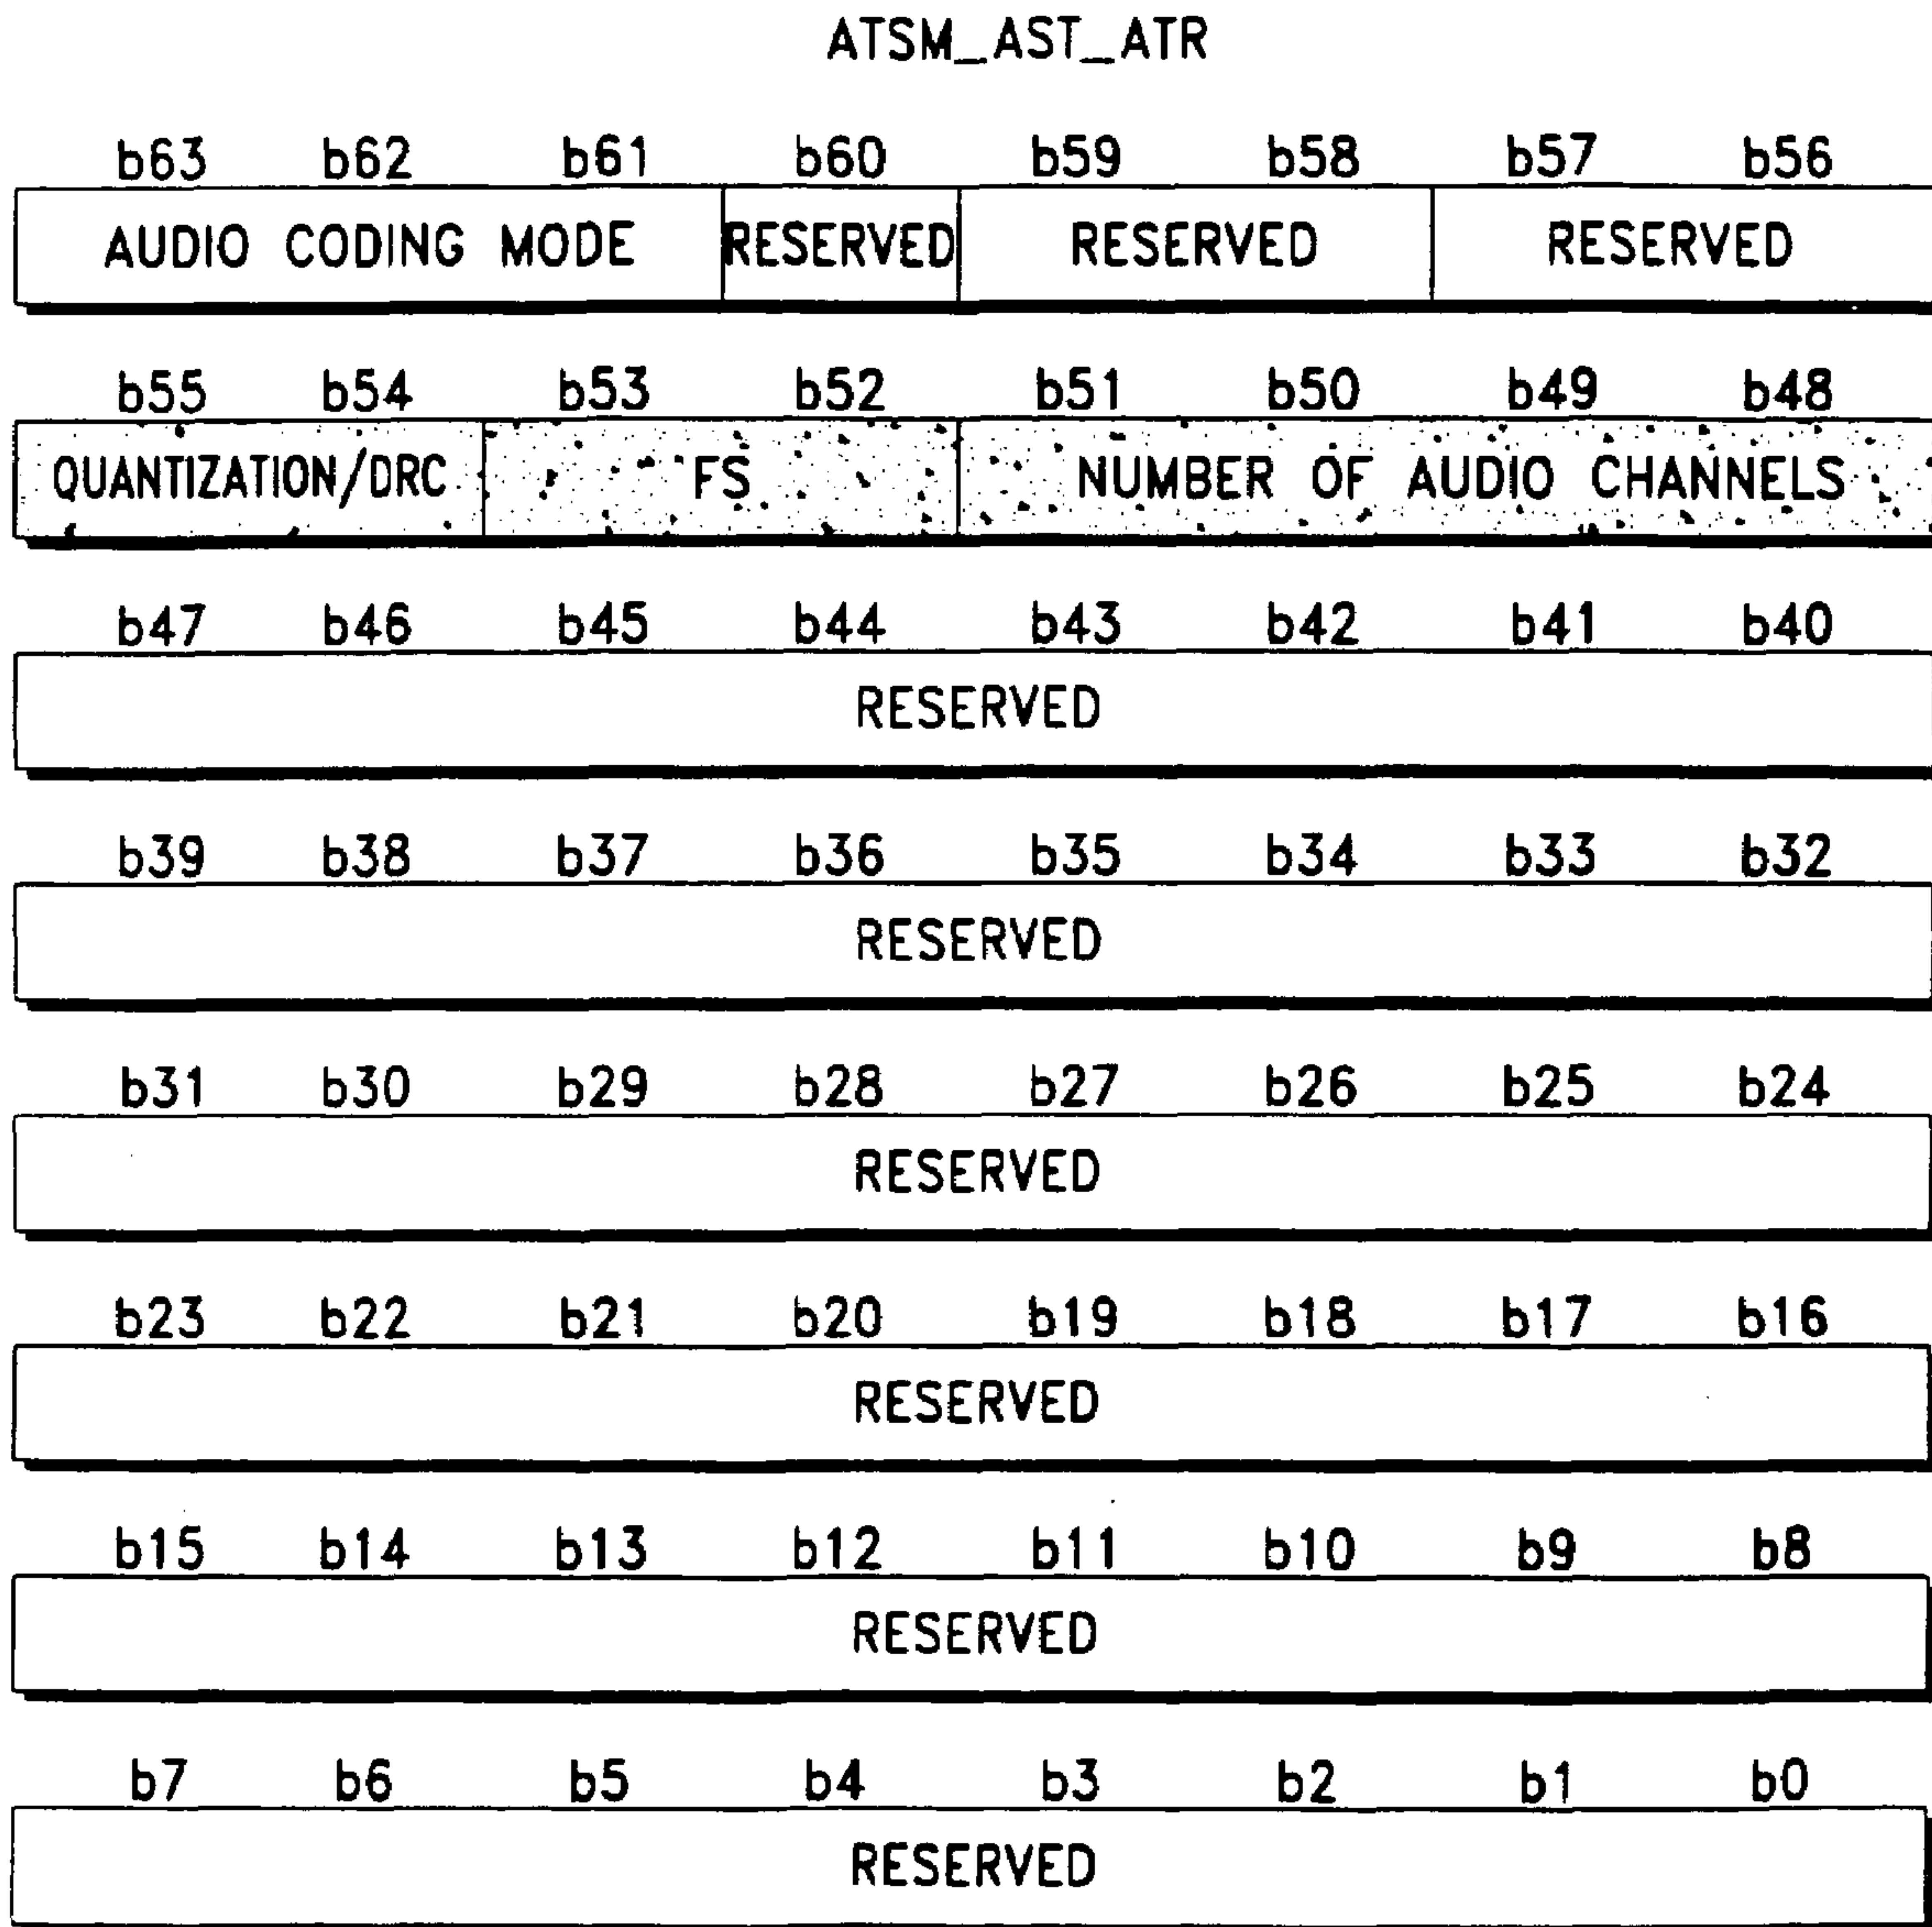 ATSM_AST_ATR
b63 b62 b61 b60 b59 b58 b57 b56
AUDIO CODING MODE RESERVED RESERVED RESERVED
b55 b54 b53 b52 b51 b50 b49 b48
QUANTIZATION/DRC FS NUMBER OF AUDIO CHANNELS
b47 b46 b45 b44 b43 b42 b41 b40
RESERVED
b39 b38 b37 b36 b35 b34 b33 b32
RESERVED
b31 b30 b29 b28 b27 b26 b25 b24
RESERVED
b23 b22 b21 b20 b19 b18 b17 b16
RESERVED
b15 b14 b13 b12 b11 b10 b9 b8
RESERVED
b7 b6 b5 b4 b3 b2 b1 b0
RESERVED